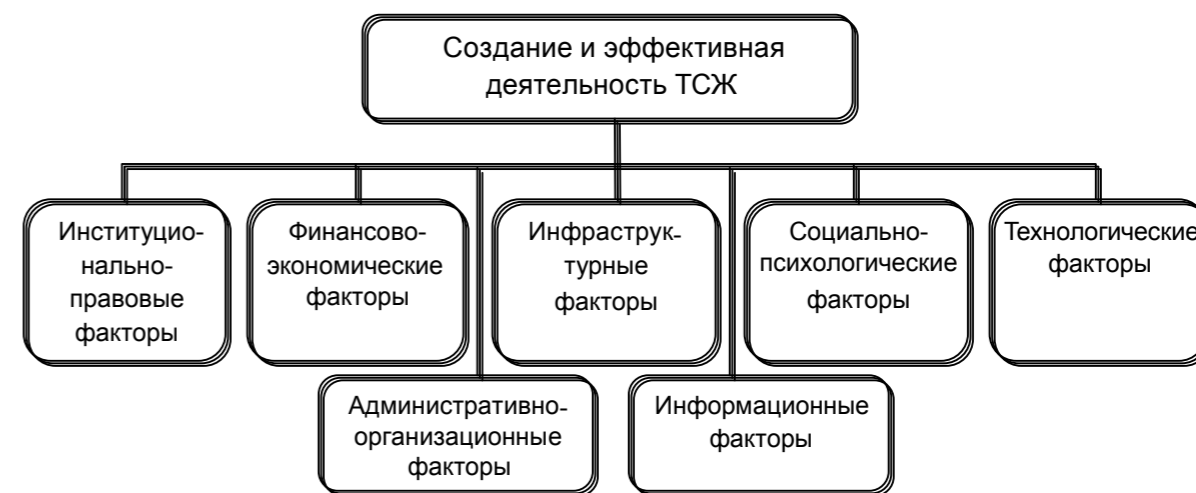 Создание и эффективная
деятельность ТСЖ
Институцио-
нально-
правовые
факторы
Финансово-
экономические
факторы
Инфраструк-
турные
факторы
Социально-
психологические
факторы
Технологические
факторы
Административно-
организационные
факторы
Информационные
факторы